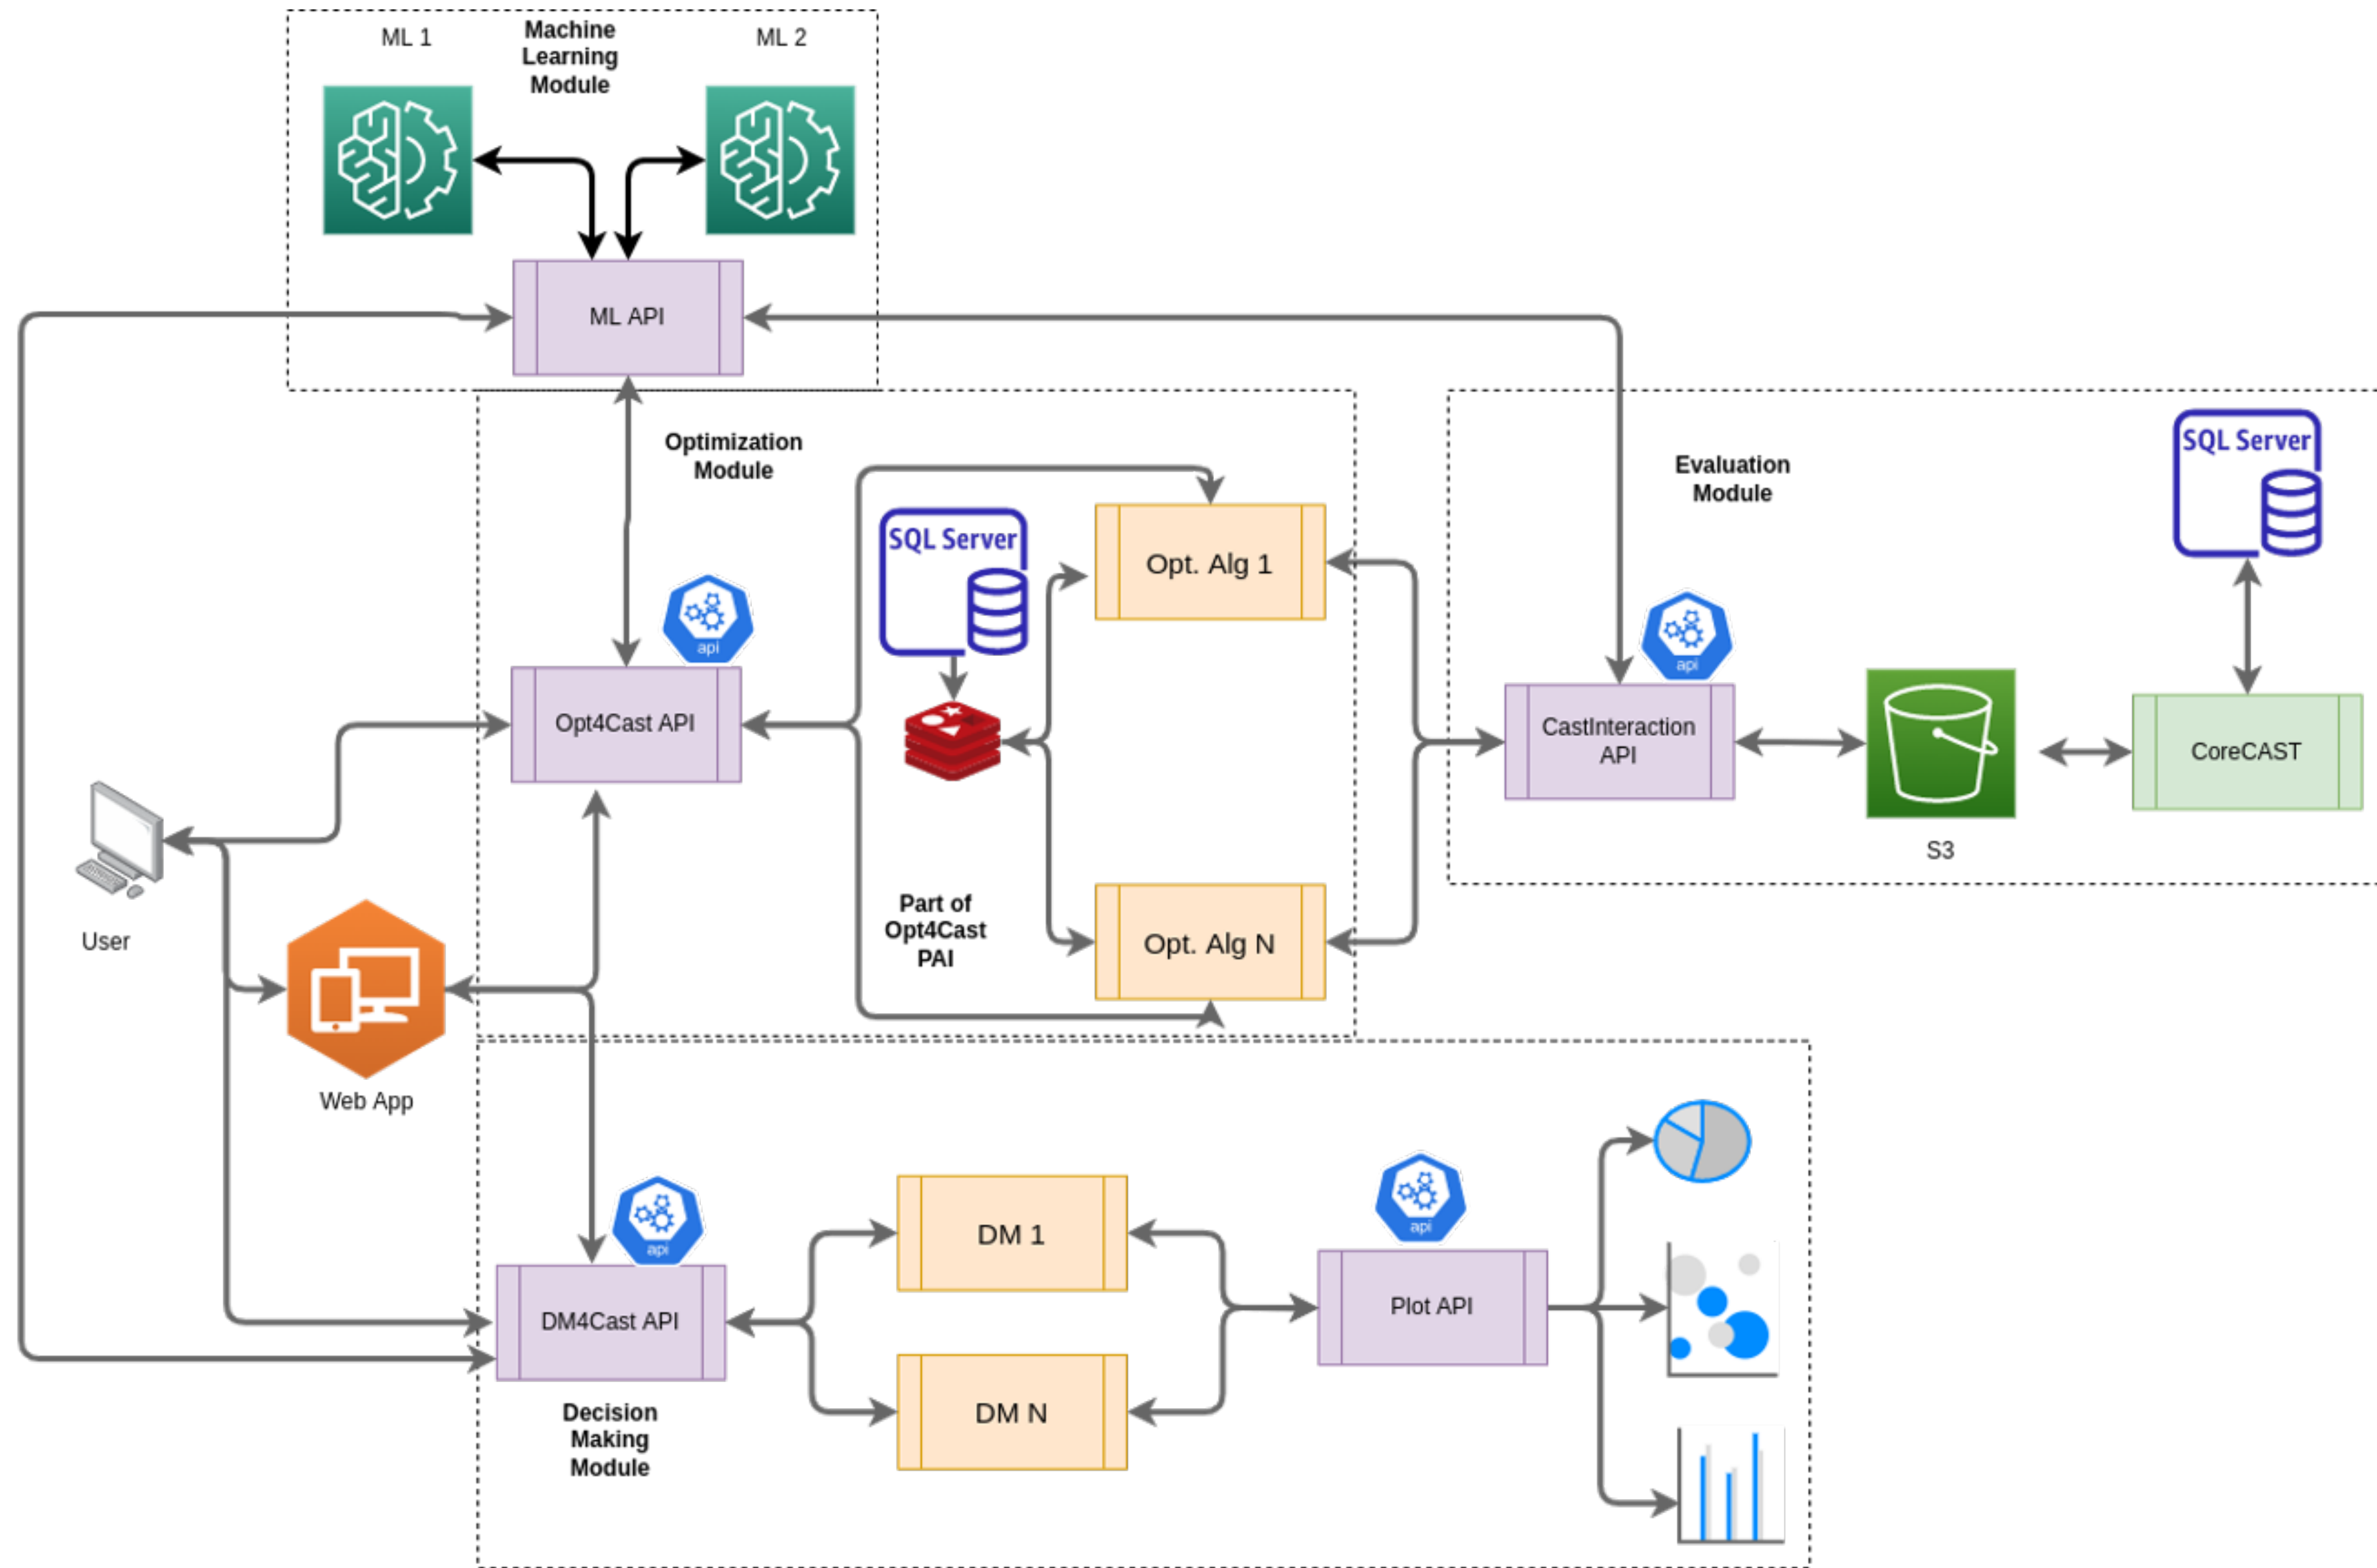 ML 1
Machine
Learning
Module
ML 2
ML API
Optimization
Module
Evaluation
Module
SQL Server
SQL Server
Opt. Alg 1
api
api
Opt4Cast API
CastInteraction
API
CoreCAST
S3
Part of
Opt4Cast
PAI
Opt. Alg N
User
Web App
api
api
DM 1
Plot API
DM4Cast API
DM N
Decision
Making
Module